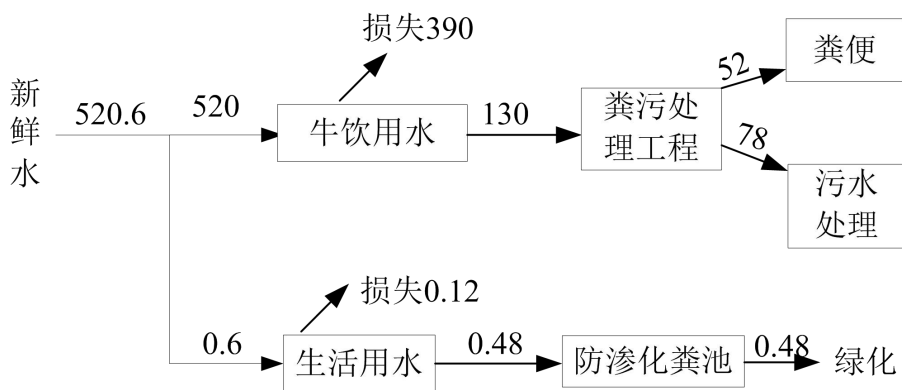 新
鲜
水
520.6
520
损失390
牛饮用水
130
粪污处
理工程
52
粪便
78
污水
处理
0.6
损失0.12
生活用水
0.48
防渗化粪池
0.48
绿化